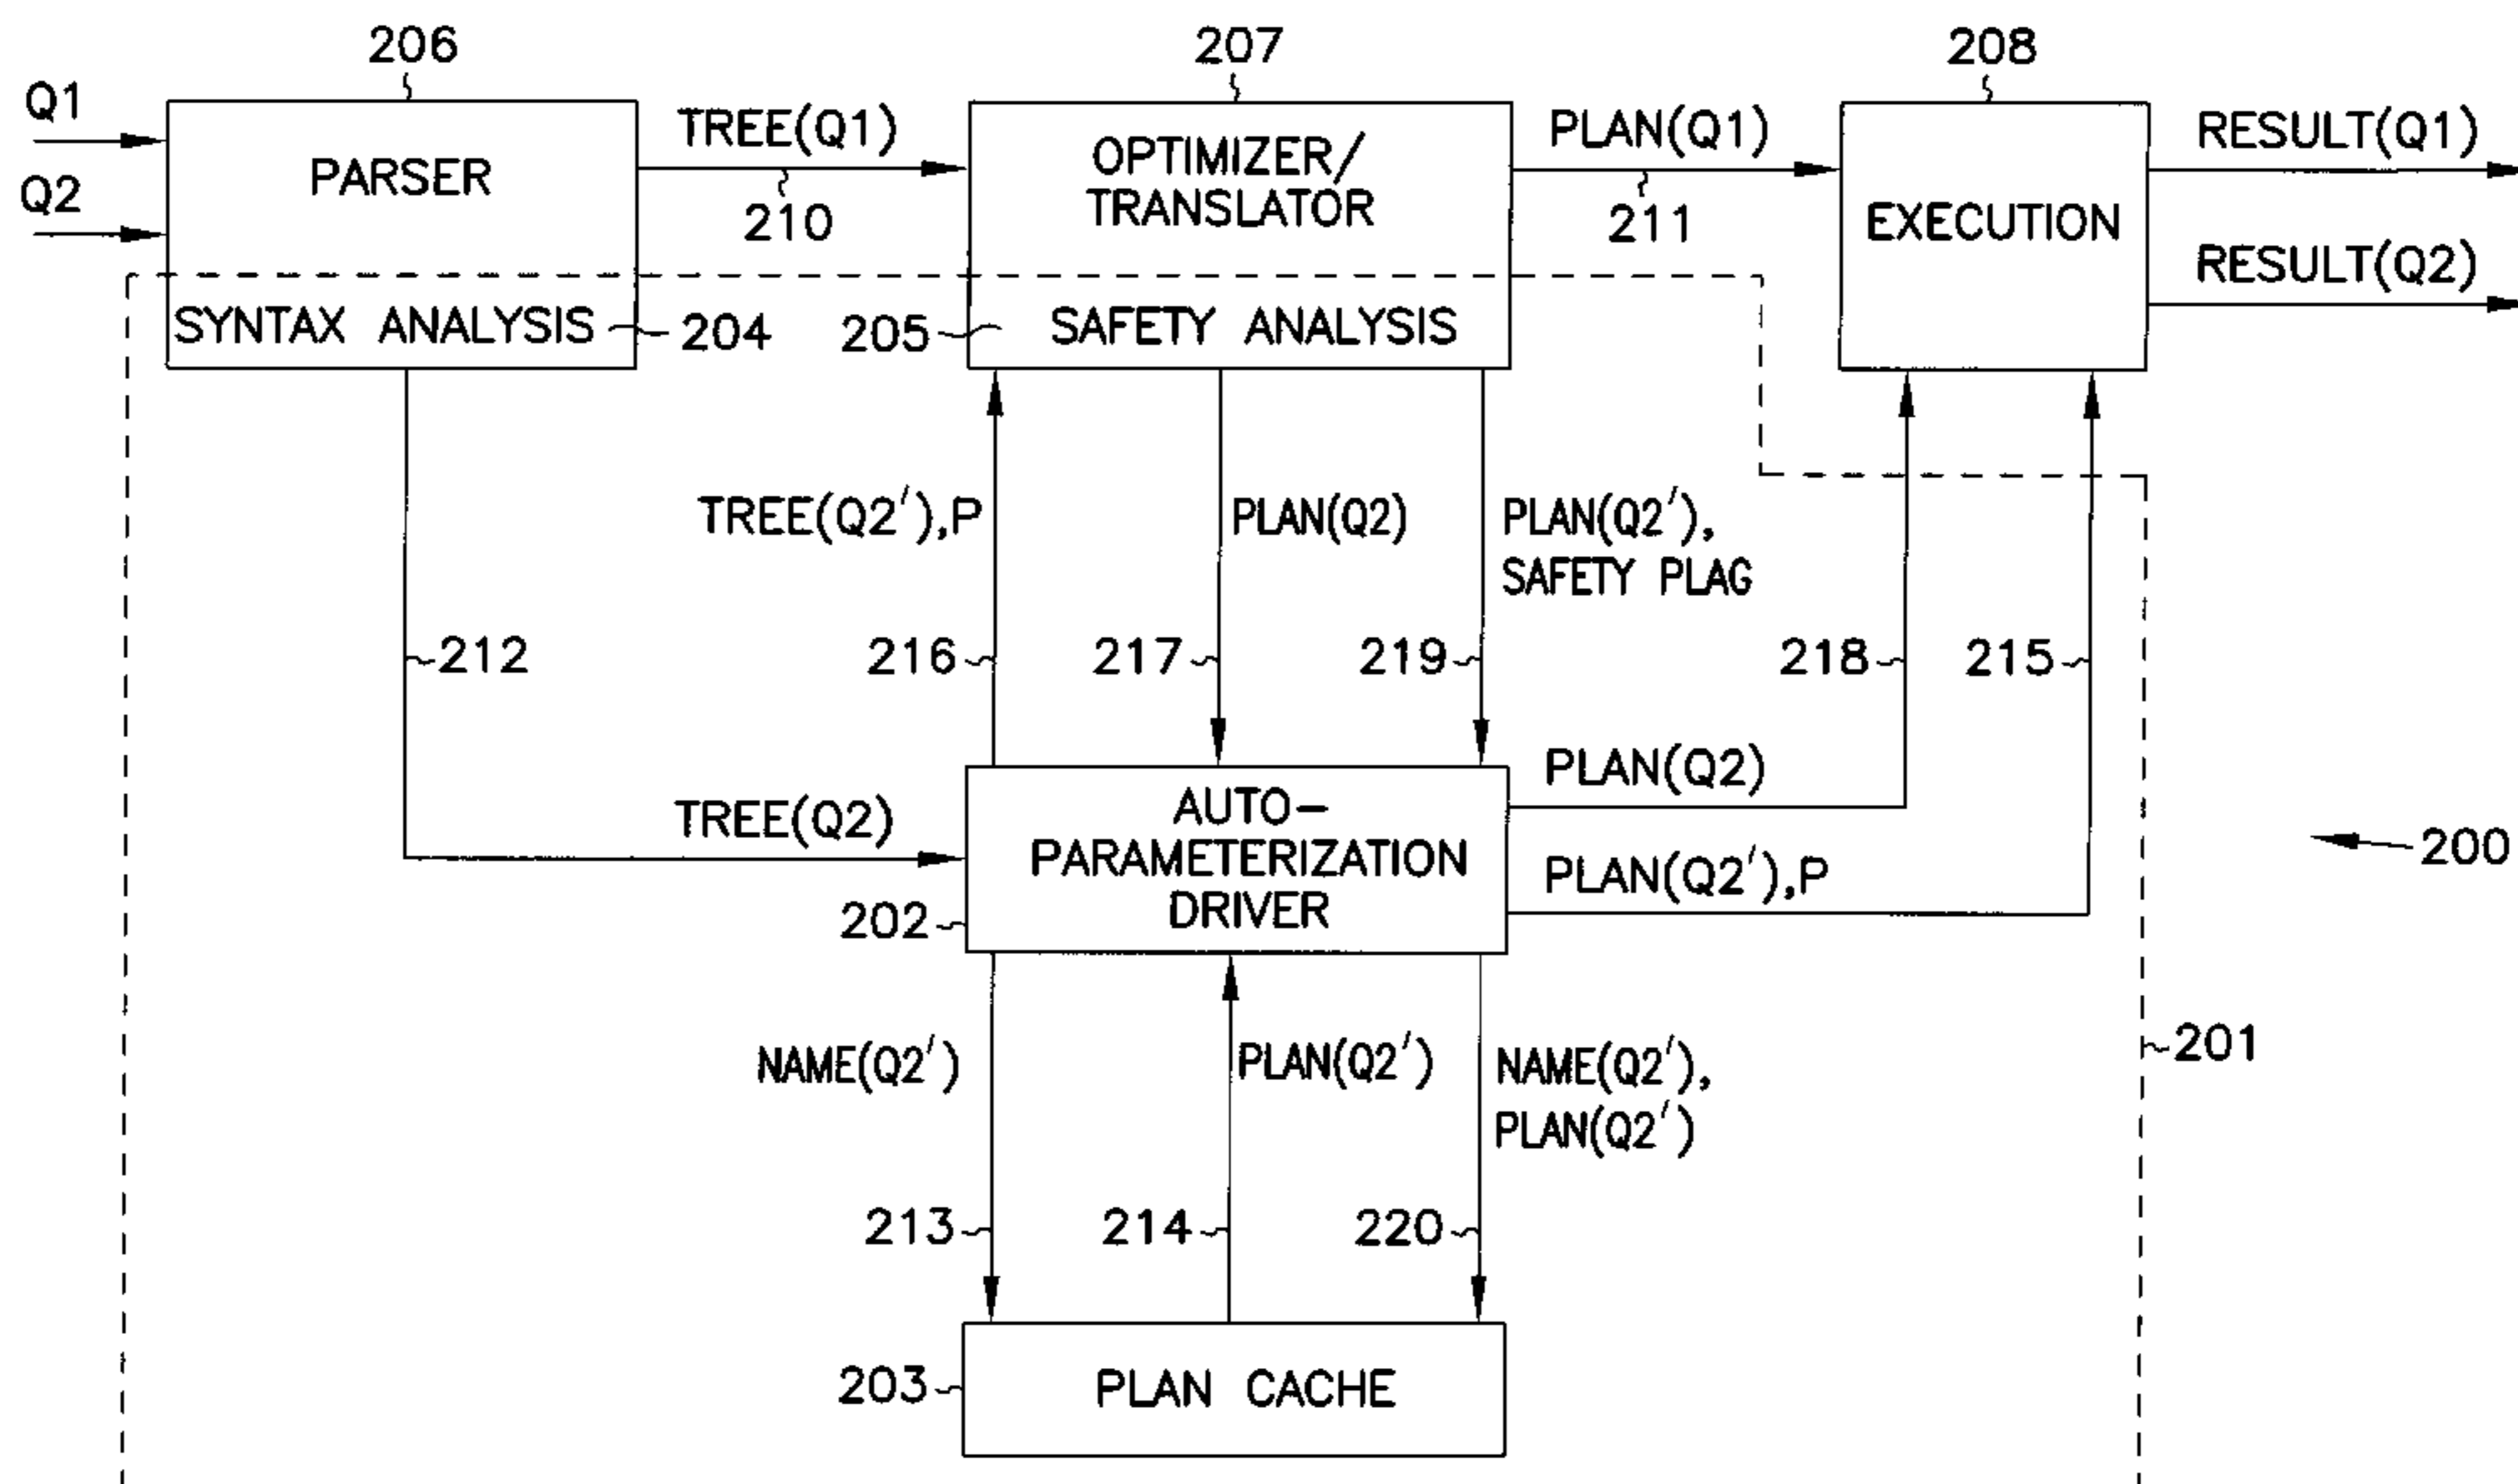 206
207
208
Q1
Q2
PARSER
TREE(Q1)
210
OPTIMIZER/
TRANSLATOR
PLAN(Q1)
211
EXECUTION
RESULT(Q1)
RESULT(Q2)
SYNTAX ANALYSIS
204
205
SAFETY ANALYSIS
TREE(Q2'),P
PLAN(Q2)
PLAN(Q2'),
SAFETY PLAG
212
216
217
219
218
215
TREE(Q2)
AUTO-
PARAMETERIZATION
DRIVER
202
PLAN(Q2)
PLAN(Q2'),P
200
NAME(Q2')
PLAN(Q2')
NAME(Q2'),
PLAN(Q2')
201
213
214
220
203
PLAN CACHE